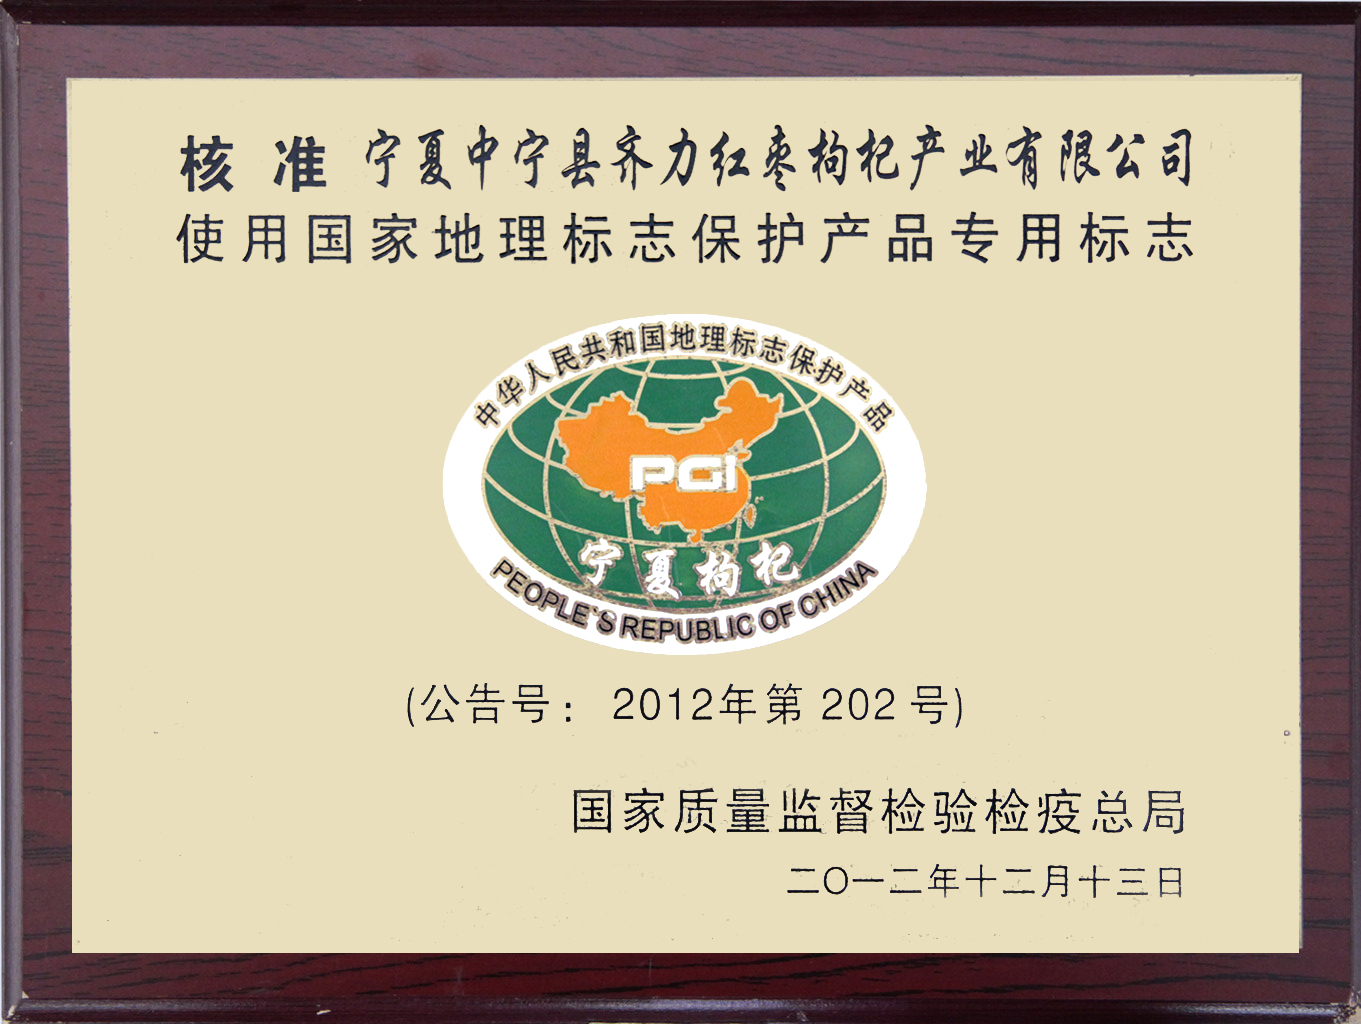 核准 宁夏中宁县齐力红枣枸杞产业有限公司
使用国家地理标志保护产品专用标志
中华人民共和国地理标志保护产品
PGI
宁夏枸杞
PEOPLE`S REPUBLIC OF CHINA
(公告号：2012年第 202 号)
国家质量监督检验检疫总局
二〇一二年十二月十三日